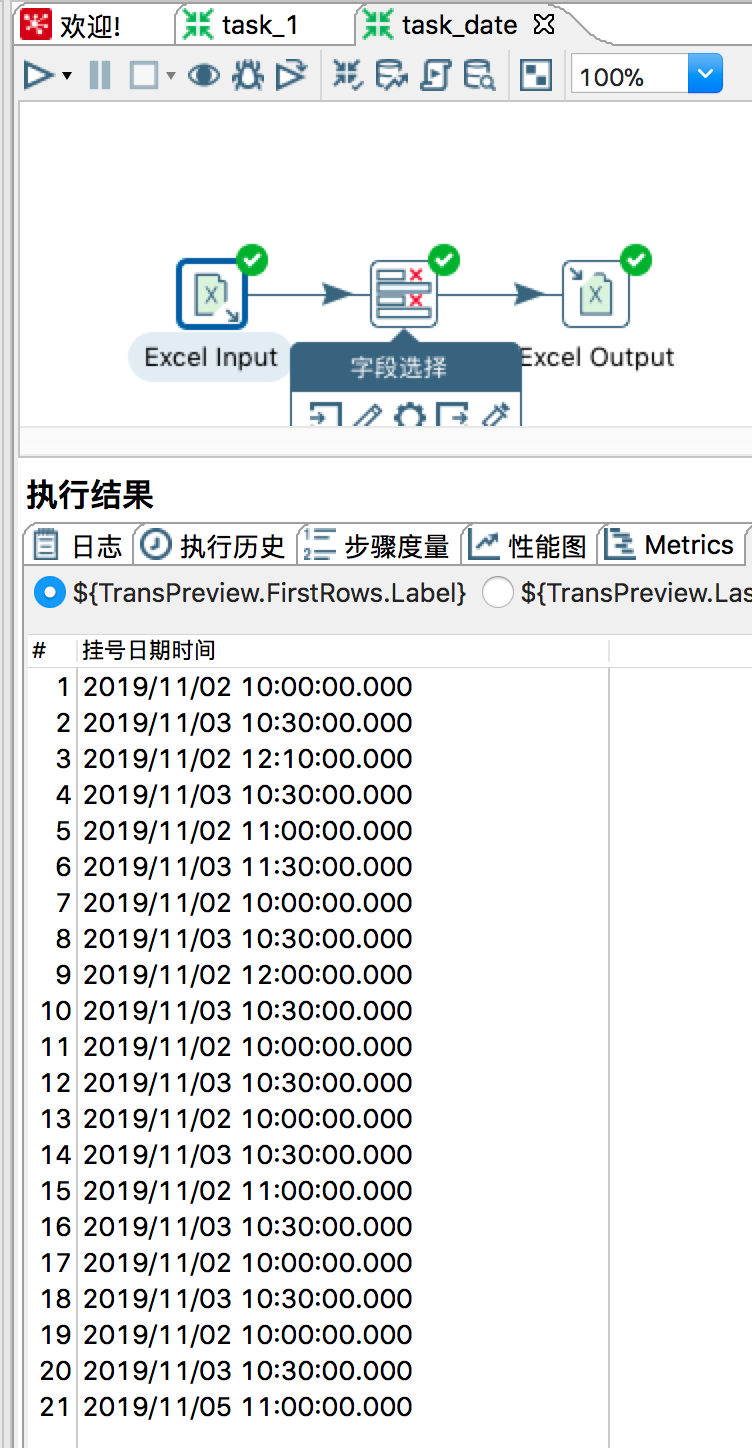 欢迎! task_1 task_date
100%
Excel Input 字段选择 Excel Output
执行结果
日志 执行历史 步骤度量 性能图 Metrics
${TransPreview.FirstRows.Label} ${TransPreview.Las
# 挂号日期时间
1 2019/11/02 10:00:00.000
2 2019/11/03 10:30:00.000
3 2019/11/02 12:10:00.000
4 2019/11/03 10:30:00.000
5 2019/11/02 11:00:00.000
6 2019/11/03 11:30:00.000
7 2019/11/02 10:00:00.000
8 2019/11/03 10:30:00.000
9 2019/11/02 12:00:00.000
10 2019/11/03 10:30:00.000
11 2019/11/02 10:00:00.000
12 2019/11/03 10:30:00.000
13 2019/11/02 10:00:00.000
14 2019/11/03 10:30:00.000
15 2019/11/02 11:00:00.000
16 2019/11/03 10:30:00.000
17 2019/11/02 10:00:00.000
18 2019/11/03 10:30:00.000
19 2019/11/02 10:00:00.000
20 2019/11/03 10:30:00.000
21 2019/11/05 11:00:00.000